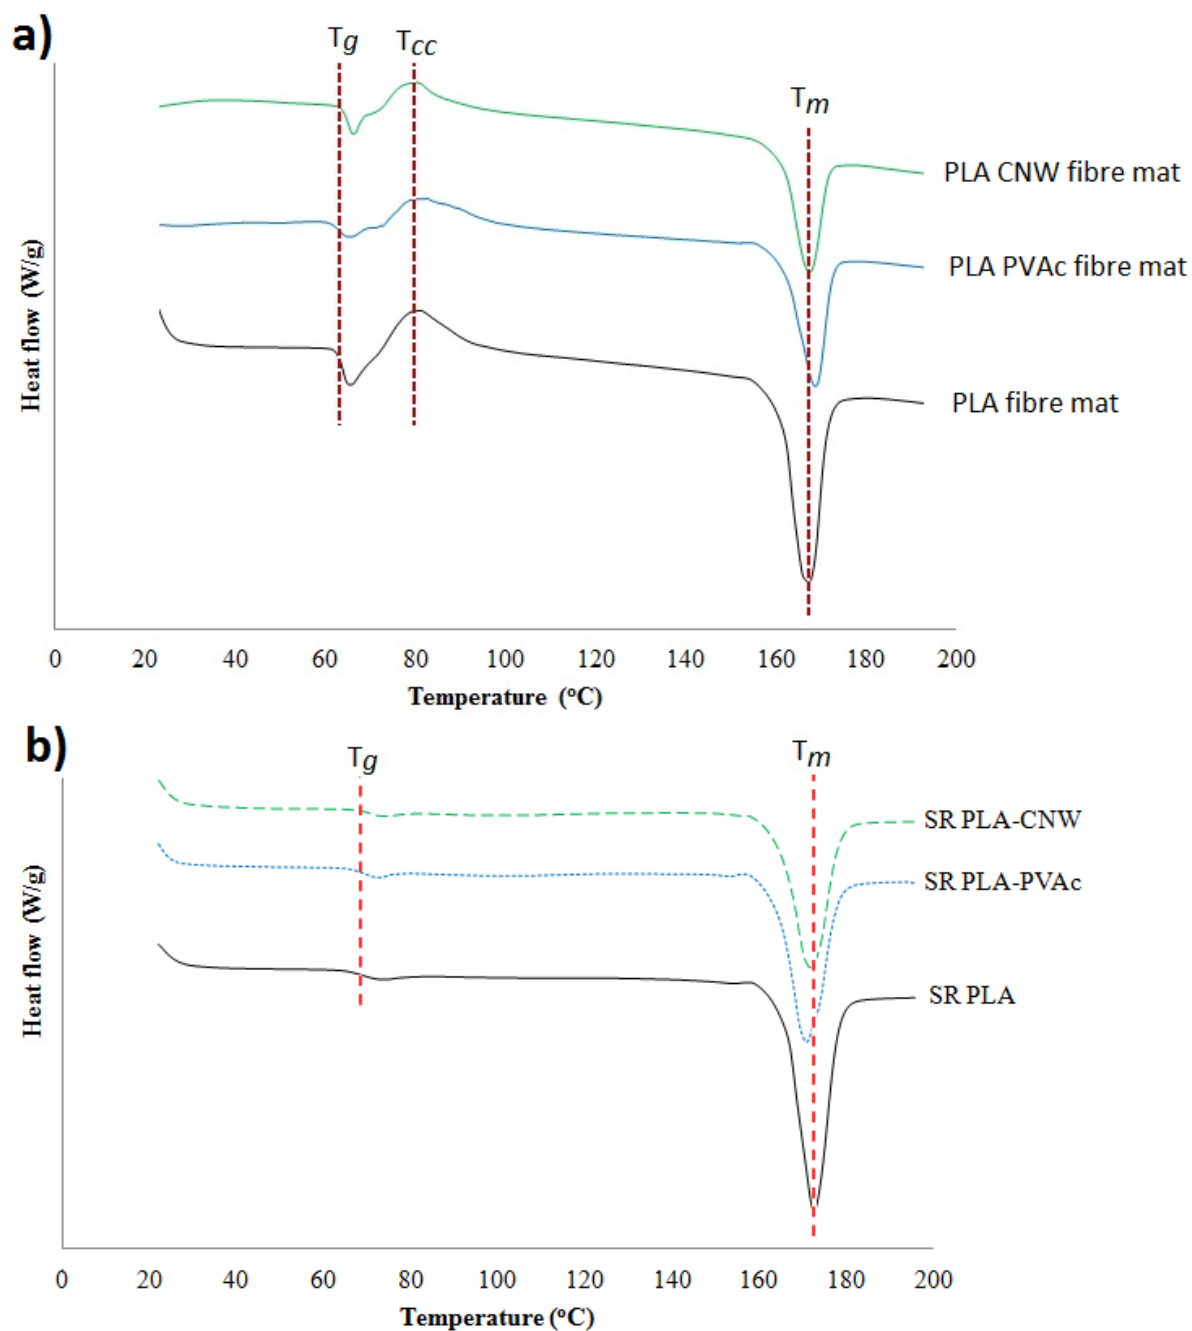 a)
Tg
Tcc
Tm
PLA CNW fibre mat
PLA PVAc fibre mat
PLA fibre mat
Heat flow (W/g)
0 20 40 60 80 100 120 140 160 180 200
Temperature (°C)
b)
Tg
Tm
SR PLA-CNW
SR PLA-PVAc
SR PLA
Heat flow (W/g)
0 20 40 60 80 100 120 140 160 180 200
Temperature (°C)